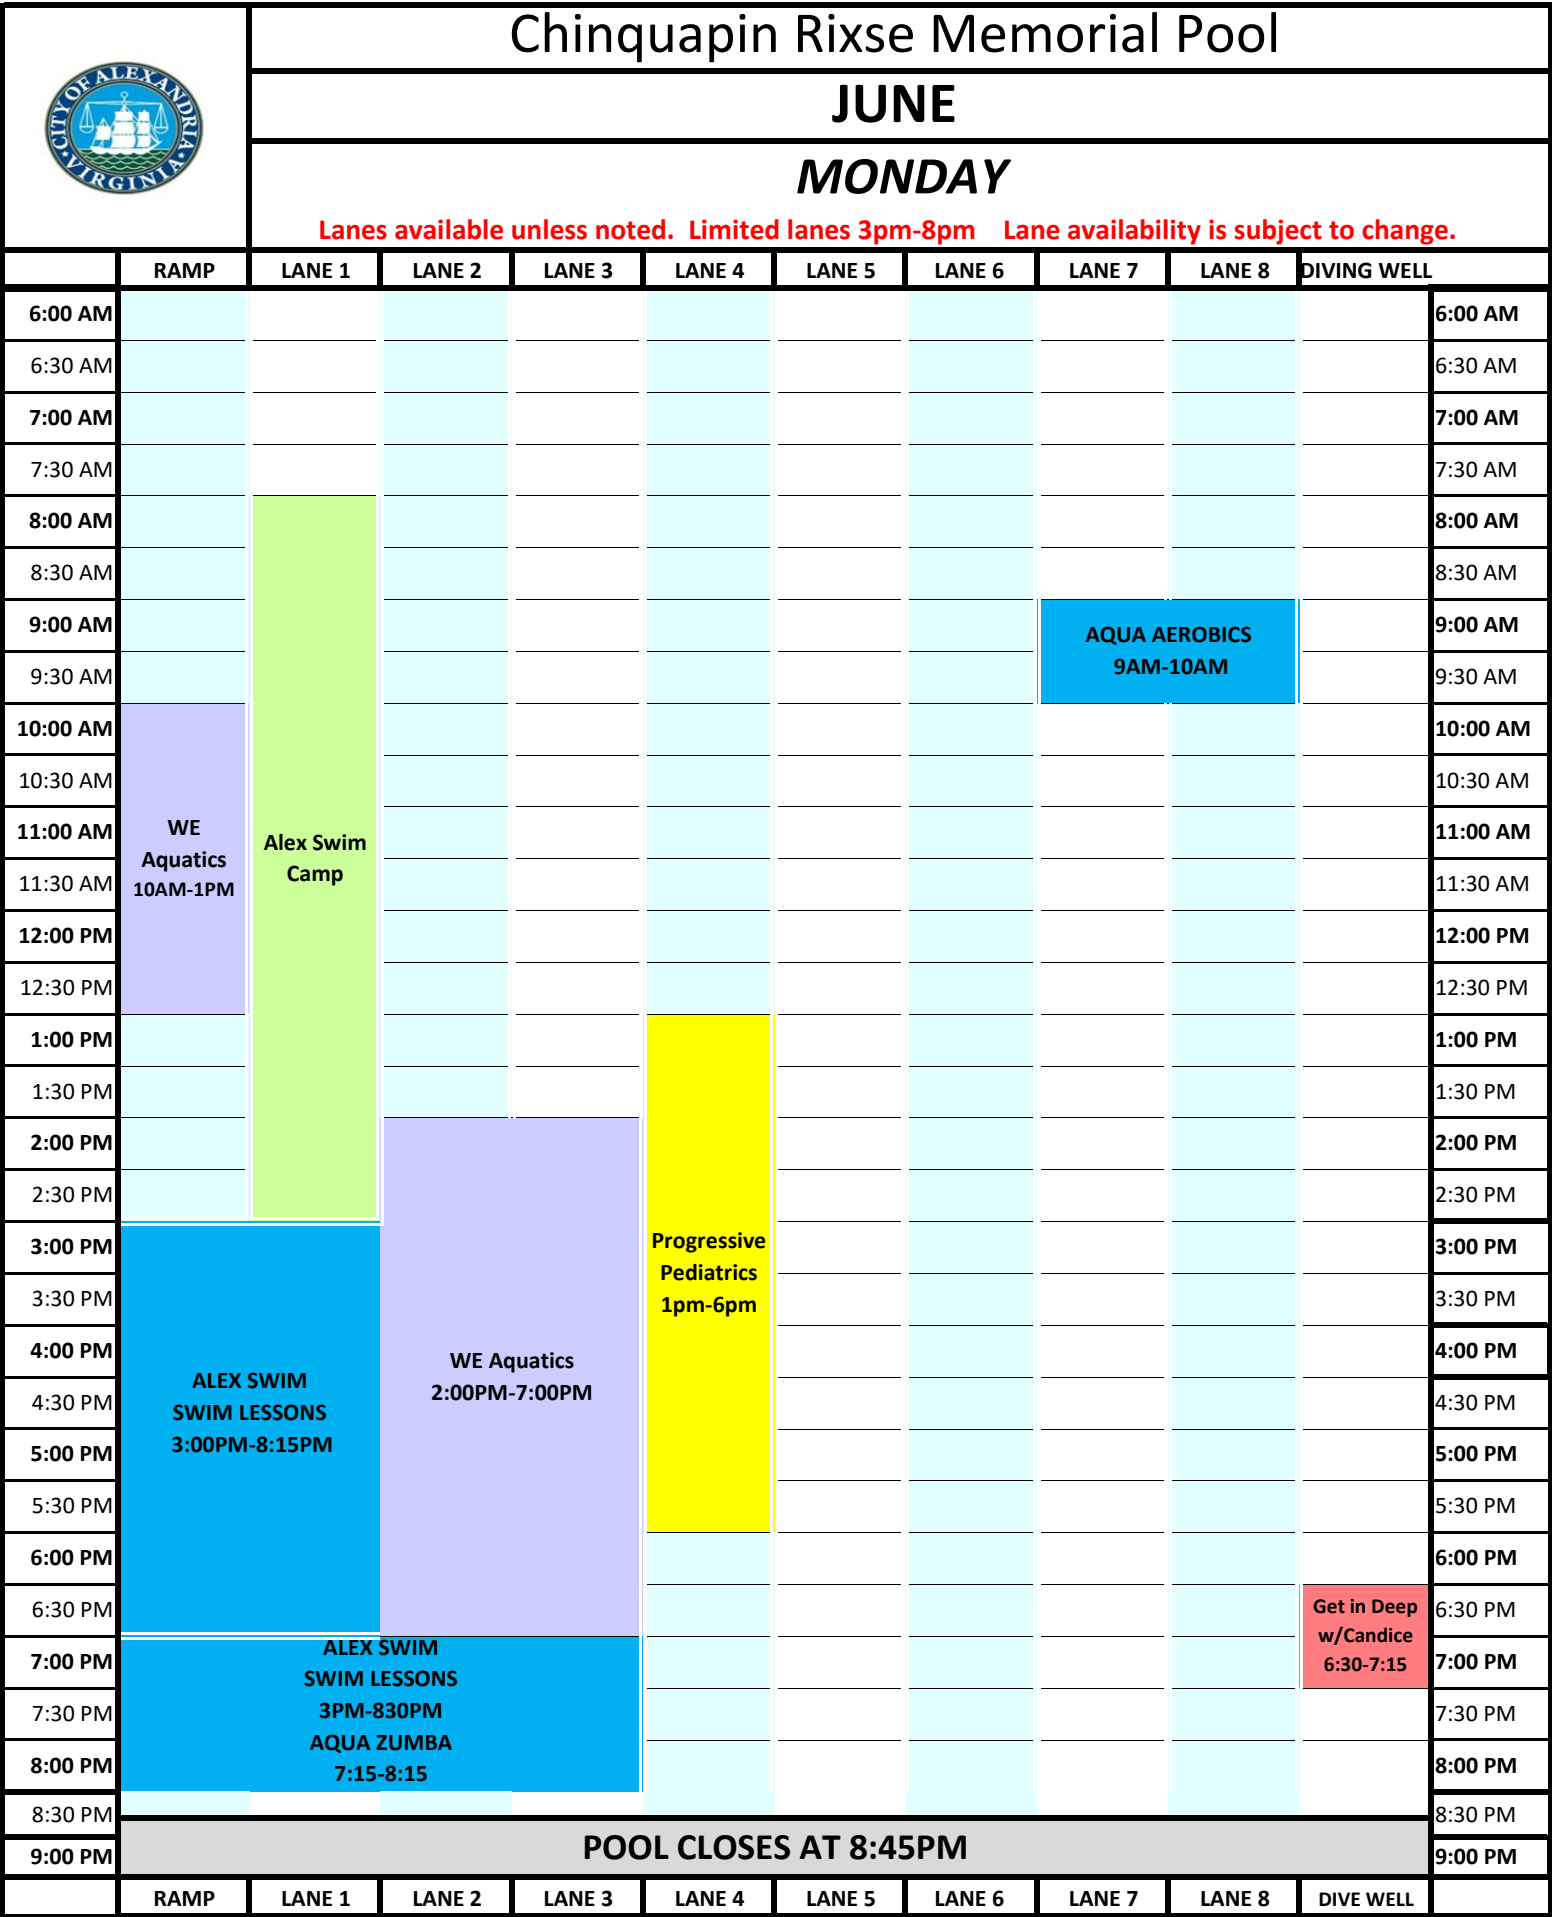 Chinquapin Rixse Memorial Pool
JUNE
MONDAY
Lanes available unless noted.  Limited lanes 3pm-8pm    Lane availability is subject to change.
CITY OF ALEXANDRIA
VIRGINIA
RAMP LANE 1 LANE 2 LANE 3 LANE 4 LANE 5 LANE 6 LANE 7 LANE 8 DIVING WELL
6:00 AM 6:00 AM
6:30 AM 6:30 AM
7:00 AM 7:00 AM
7:30 AM 7:30 AM
8:00 AM 8:00 AM
8:30 AM 8:30 AM
9:00 AM 9:00 AM
AQUA AEROBICS
9AM-10AM
9:30 AM 9:30 AM
10:00 AM 10:00 AM
10:30 AM 10:30 AM
11:00 AM 11:00 AM
WE
Aquatics
10AM-1PM
Alex Swim
Camp
11:30 AM 11:30 AM
12:00 PM 12:00 PM
12:30 PM 12:30 PM
1:00 PM 1:00 PM
1:30 PM 1:30 PM
2:00 PM 2:00 PM
2:30 PM 2:30 PM
3:00 PM 3:00 PM
Progressive
Pediatrics
1pm-6pm
3:30 PM 3:30 PM
4:00 PM 4:00 PM
WE Aquatics
2:00PM-7:00PM
ALEX SWIM
SWIM LESSONS
3:00PM-8:15PM
4:30 PM 4:30 PM
5:00 PM 5:00 PM
5:30 PM 5:30 PM
6:00 PM 6:00 PM
6:30 PM 6:30 PM
Get in Deep
w/Candice
6:30-7:15
7:00 PM 7:00 PM
ALEX SWIM
SWIM LESSONS
3PM-830PM
AQUA ZUMBA
7:15-8:15
7:30 PM 7:30 PM
8:00 PM 8:00 PM
8:30 PM 8:30 PM
POOL CLOSES AT 8:45PM
9:00 PM 9:00 PM
RAMP LANE 1 LANE 2 LANE 3 LANE 4 LANE 5 LANE 6 LANE 7 LANE 8 DIVE WELL